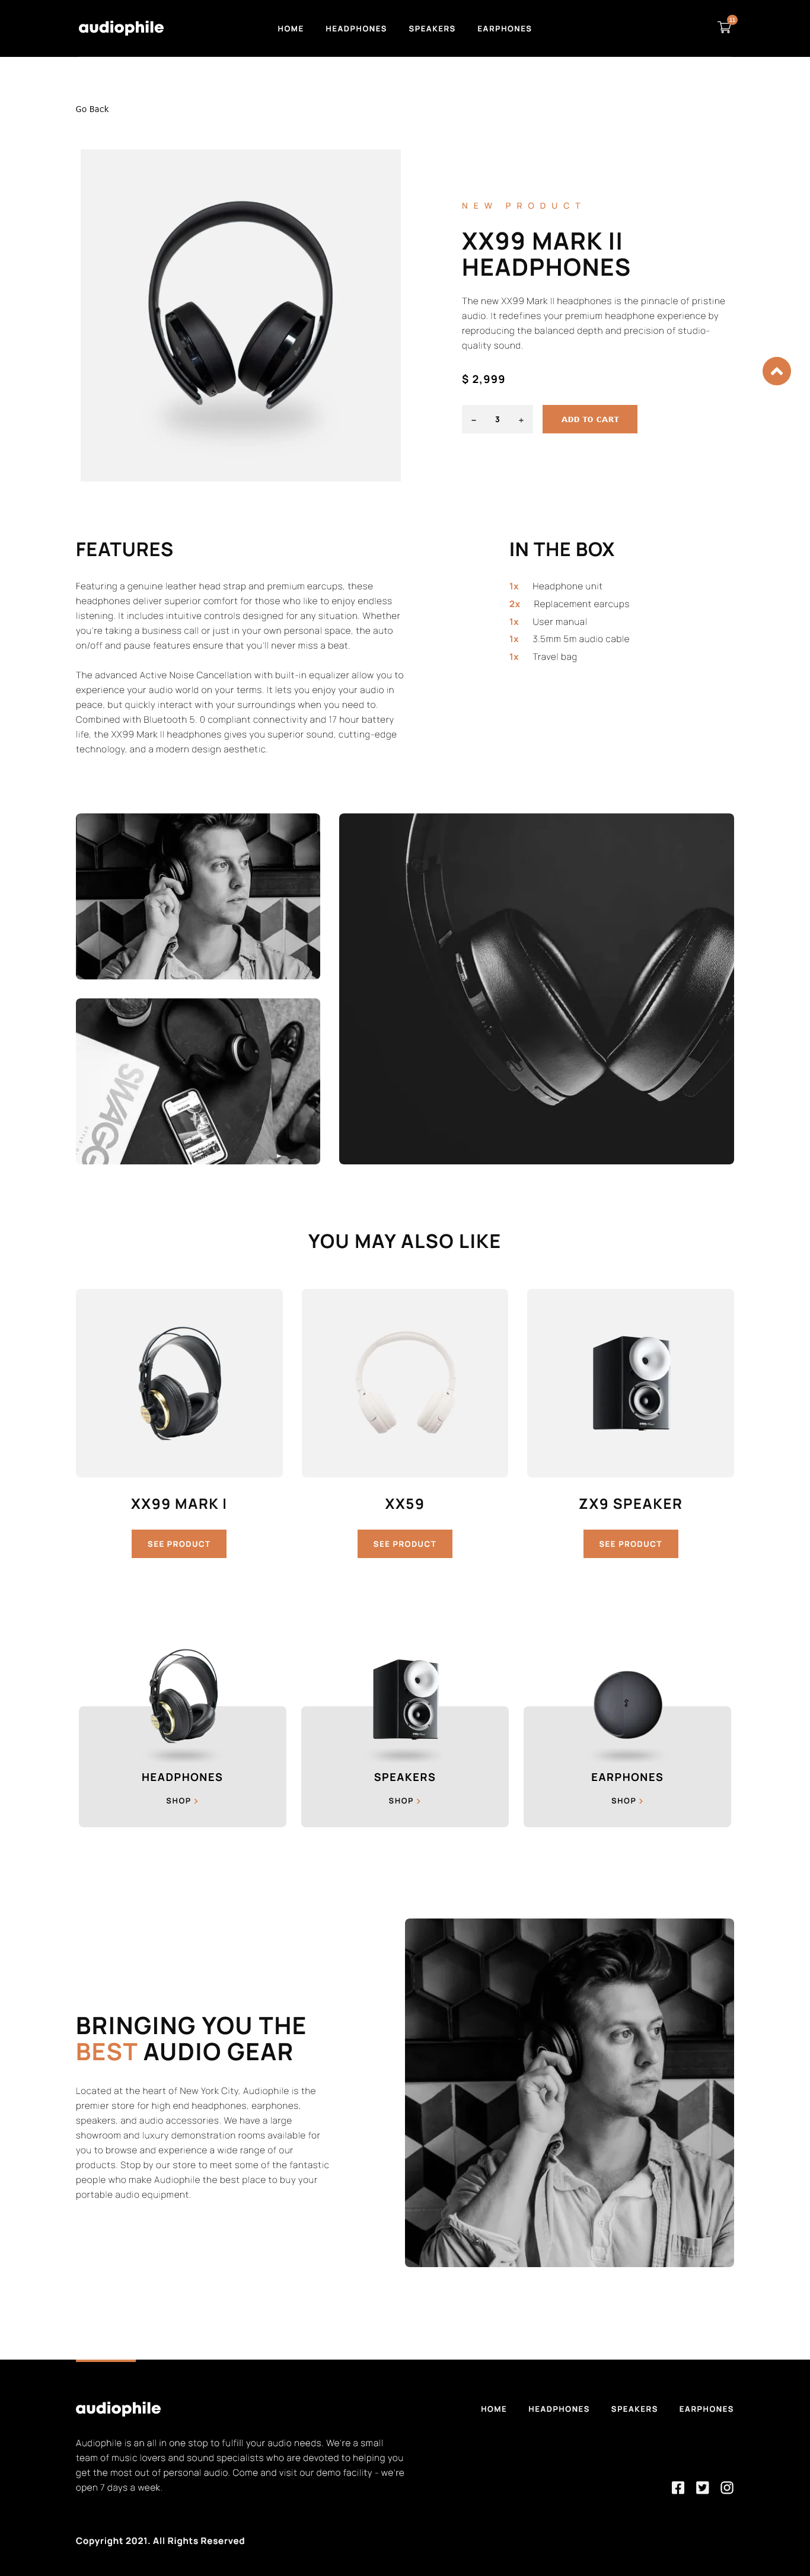 audiophile
HOME HEADPHONES SPEAKERS EARPHONES
11
Go Back
NEW PRODUCT
XX99 MARK II
HEADPHONES
The new XX99 Mark II headphones is the pinnacle of pristine
audio. It redefines your premium headphone experience by
reproducing the balanced depth and precision of studio-
quality sound.
$ 2,999
– 3 + ADD TO CART
FEATURES
Featuring a genuine leather head strap and premium earcups, these
headphones deliver superior comfort for those who like to enjoy endless
listening. It includes intuitive controls designed for any situation. Whether
you're taking a business call or just in your own personal space, the auto
on/off and pause features ensure that you'll never miss a beat.
The advanced Active Noise Cancellation with built-in equalizer allow you to
experience your audio world on your terms. It lets you enjoy your audio in
peace, but quickly interact with your surroundings when you need to.
Combined with Bluetooth 5. 0 compliant connectivity and 17 hour battery
life, the XX99 Mark II headphones gives you superior sound, cutting-edge
technology, and a modern design aesthetic.
IN THE BOX
1x Headphone unit
2x Replacement earcups
1x User manual
1x 3.5mm 5m audio cable
1x Travel bag
SWAGG
YOU MAY ALSO LIKE
XX99 MARK I
SEE PRODUCT
XX59
SEE PRODUCT
ZX9 SPEAKER
SEE PRODUCT
HEADPHONES
SHOP
SPEAKERS
SHOP
EARPHONES
SHOP
BRINGING YOU THE
BEST AUDIO GEAR
Located at the heart of New York City, Audiophile is the
premier store for high end headphones, earphones,
speakers, and audio accessories. We have a large
showroom and luxury demonstration rooms available for
you to browse and experience a wide range of our
products. Stop by our store to meet some of the fantastic
people who make Audiophile the best place to buy your
portable audio equipment.
audiophile
HOME HEADPHONES SPEAKERS EARPHONES
Audiophile is an all in one stop to fulfill your audio needs. We're a small
team of music lovers and sound specialists who are devoted to helping you
get the most out of personal audio. Come and visit our demo facility - we're
open 7 days a week.
Copyright 2021. All Rights Reserved